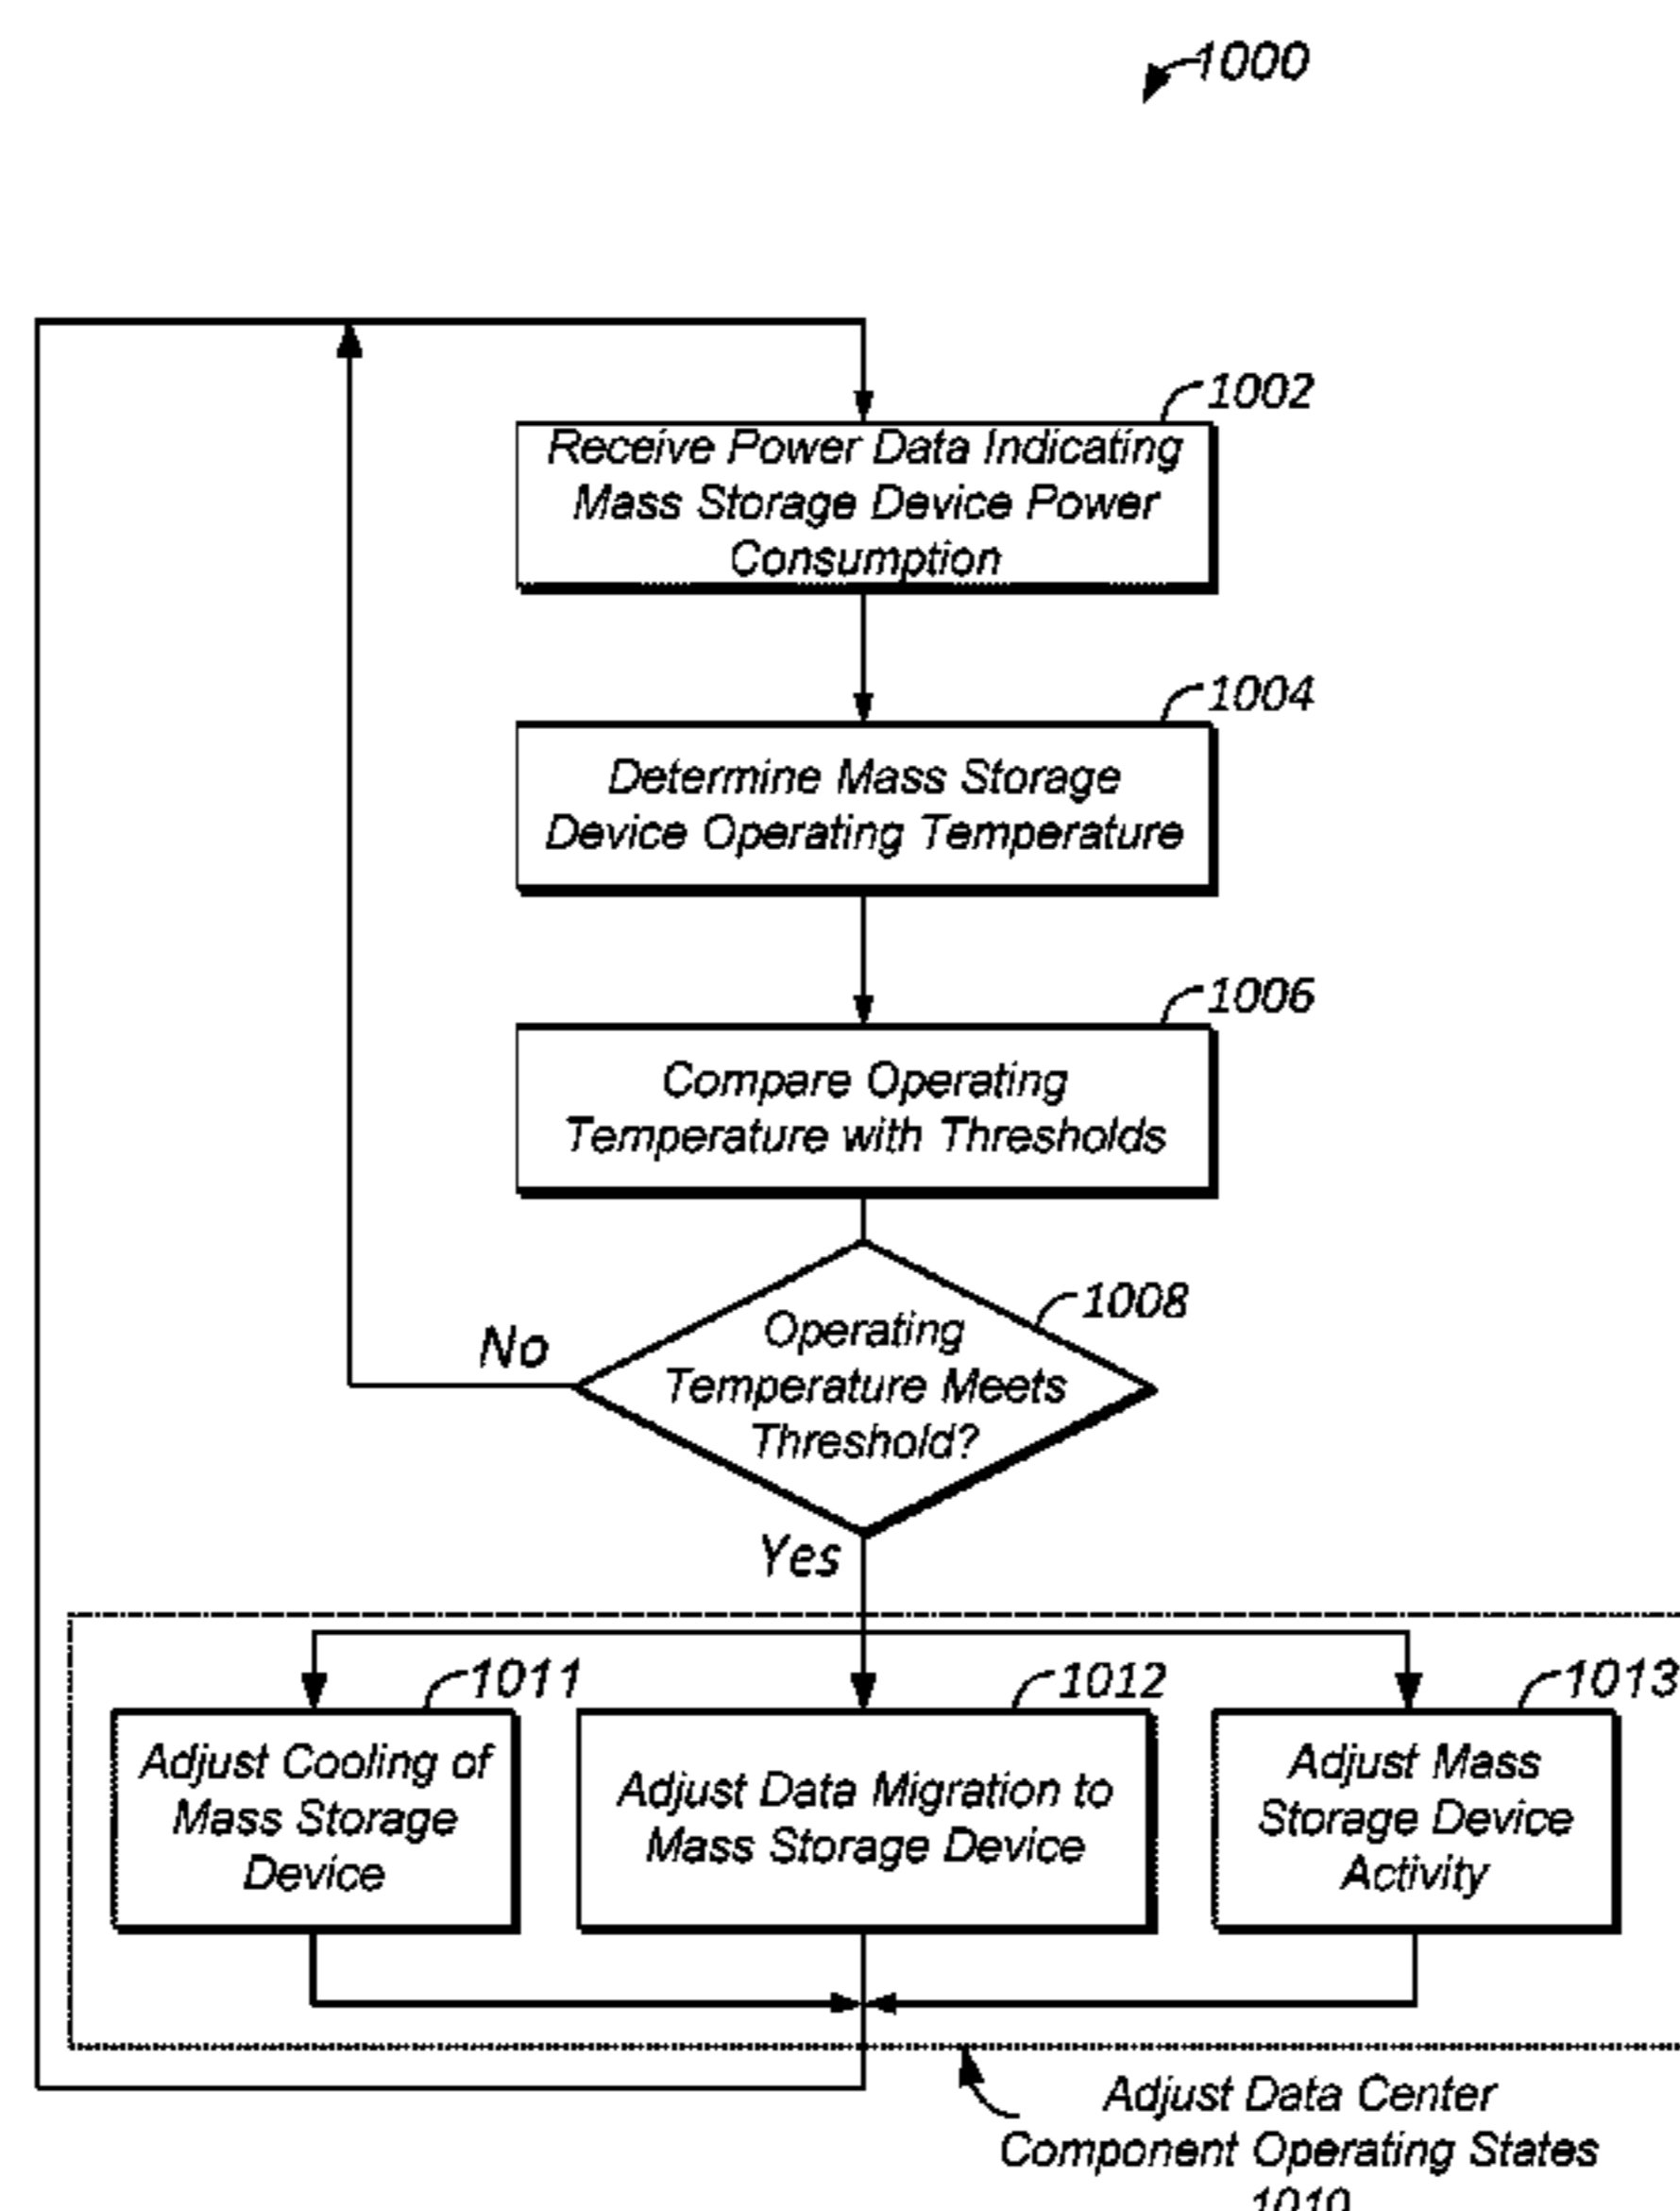 1000
1002
Receive Power Data Indicating
Mass Storage Device Power
Consumption
1004
Determine Mass Storage
Device Operating Temperature
1006
Compare Operating
Temperature with Thresholds
1008
Operating
Temperature Meets
Threshold?
No
Yes
1011
Adjust Cooling of
Mass Storage
Device
1012
Adjust Data Migration to
Mass Storage Device
1013
Adjust Mass
Storage Device
Activity
Adjust Data Center
Component Operating States
1010